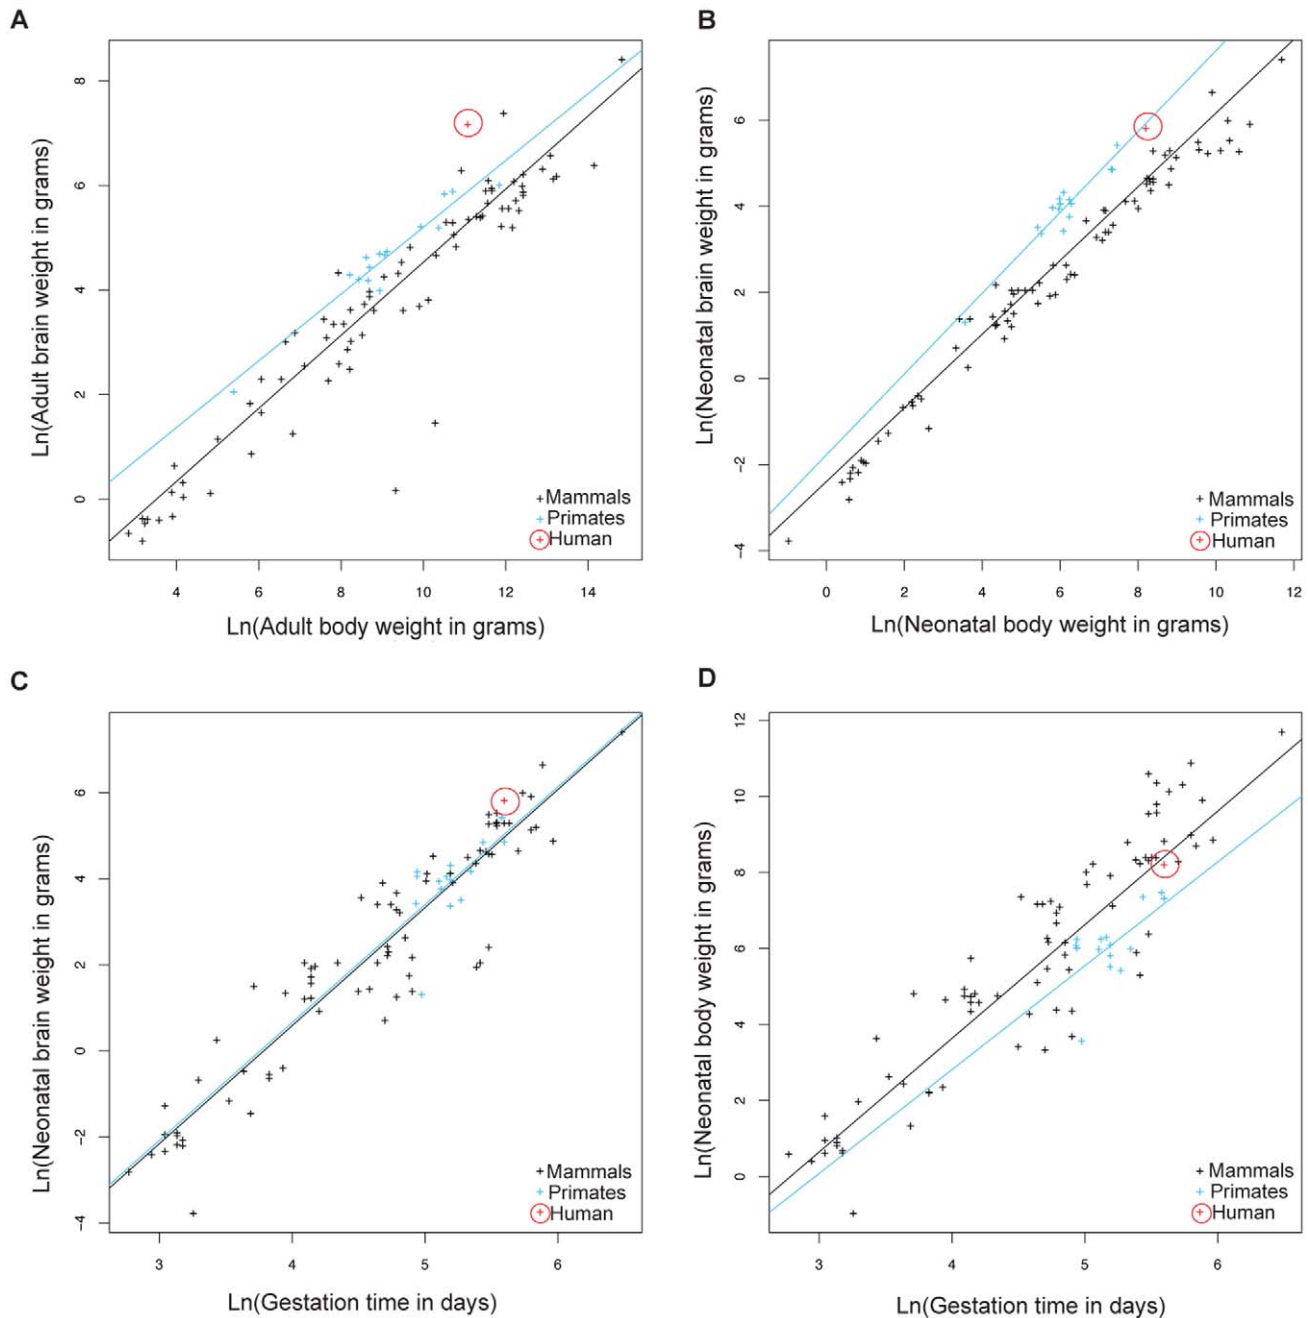 A
Ln(Adult brain weight in grams)
8
6
4
2
0
Mammals
Primates
Human
4 6 8 10 12 14
Ln(Adult body weight in grams)
B
Ln(Neonatal brain weight in grams)
6
4
2
0
−2
−4
Mammals
Primates
Human
0 2 4 6 8 10 12
Ln(Neonatal body weight in grams)
C
Ln(Neonatal brain weight in grams)
6
4
2
0
−2
−4
Mammals
Primates
Human
3 4 5 6
Ln(Gestation time in days)
D
Ln(Neonatal body weight in grams)
12
10
8
6
4
2
0
Mammals
Primates
Human
3 4 5 6
Ln(Gestation time in days)